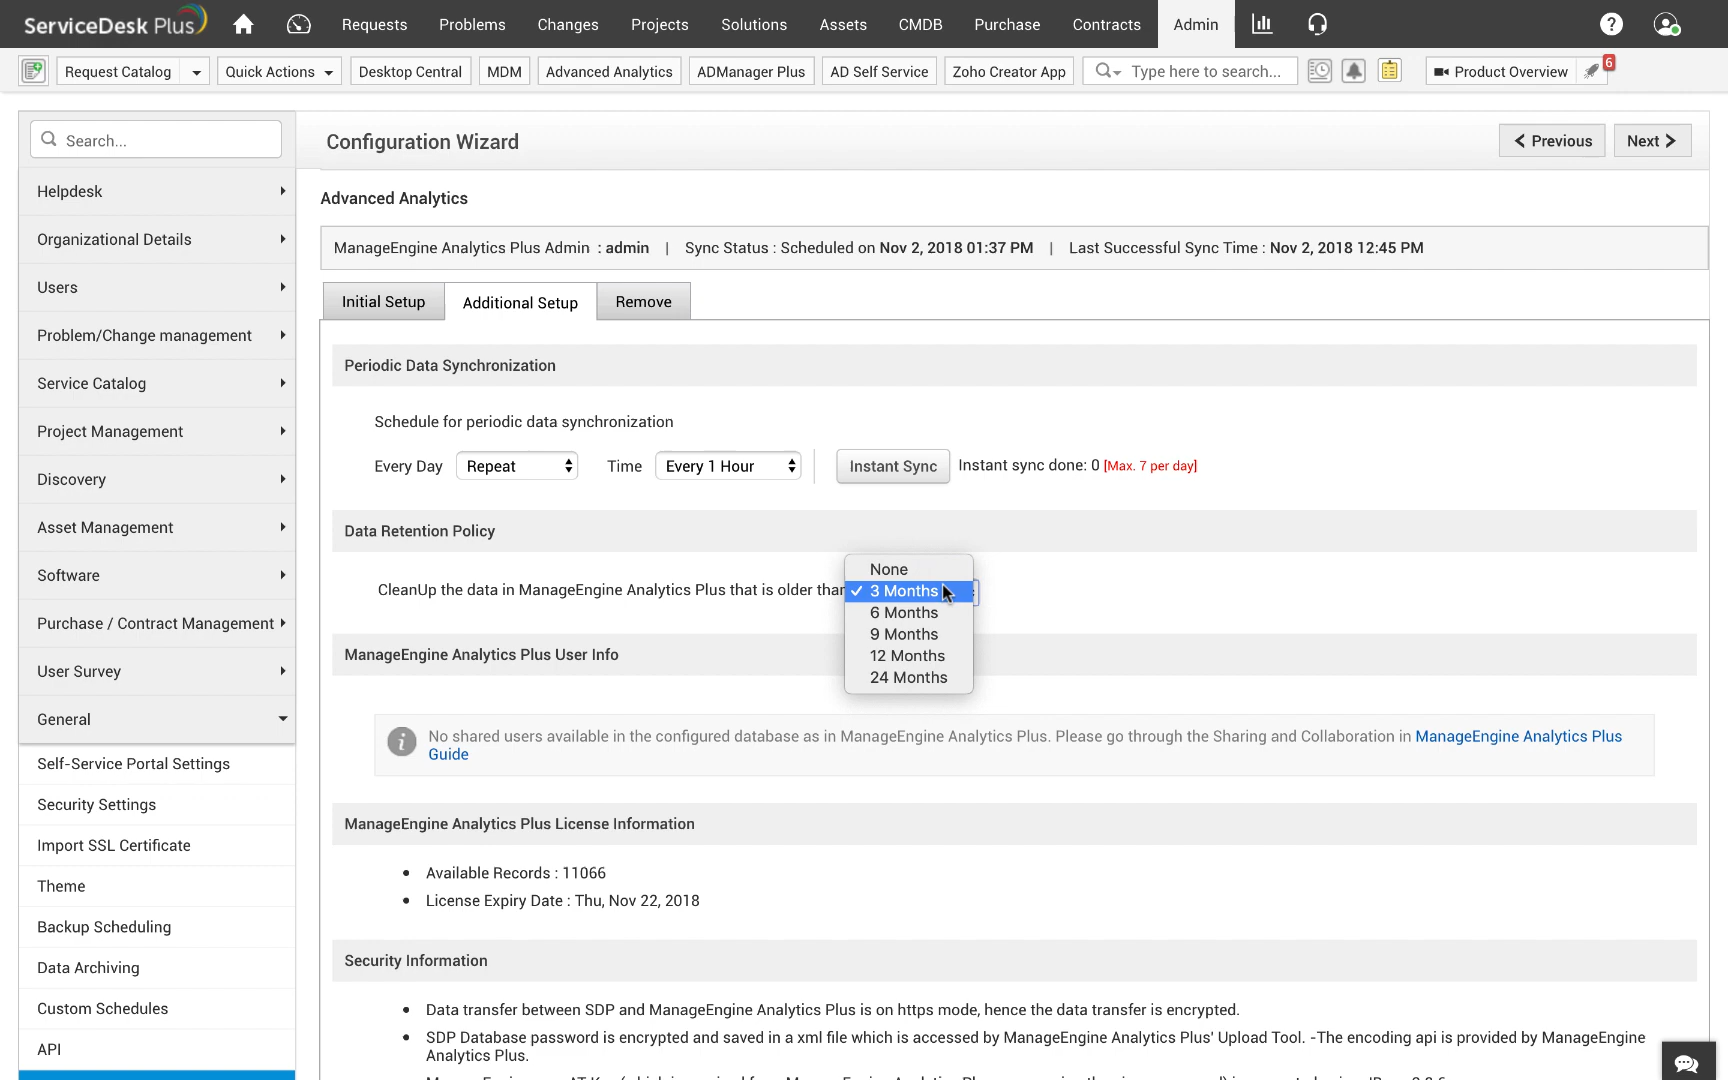 ServiceDesk Plus
Requests
Problems
Changes
Projects
Solutions
Assets
CMDB
Purchase
Contracts
Admin
?
Request Catalog
Quick Actions
Desktop Central
MDM
Advanced Analytics
ADManager Plus
AD Self Service
Zoho Creator App
Type here to search...
Product Overview
6
Search...
Helpdesk
Organizational Details
Users
Problem/Change management
Service Catalog
Project Management
Discovery
Asset Management
Software
Purchase / Contract Management
User Survey
General
Self-Service Portal Settings
Security Settings
Import SSL Certificate
Theme
Backup Scheduling
Data Archiving
Custom Schedules
API
Configuration Wizard
Previous
Next
Advanced Analytics
ManageEngine Analytics Plus Admin : admin | Sync Status : Scheduled on Nov 2, 2018 01:37 PM | Last Successful Sync Time : Nov 2, 2018 12:45 PM
Initial Setup
Additional Setup
Remove
Periodic Data Synchronization
Schedule for periodic data synchronization
Every Day Repeat Time Every 1 Hour Instant Sync Instant sync done: 0 [Max. 7 per day]
Data Retention Policy
CleanUp the data in ManageEngine Analytics Plus that is older than
None
✓ 3 Months
6 Months
9 Months
12 Months
24 Months
ManageEngine Analytics Plus User Info
No shared users available in the configured database as in ManageEngine Analytics Plus. Please go through the Sharing and Collaboration in ManageEngine Analytics Plus
Guide
ManageEngine Analytics Plus License Information
• Available Records : 11066
• License Expiry Date : Thu, Nov 22, 2018
Security Information
• Data transfer between SDP and ManageEngine Analytics Plus is on https mode, hence the data transfer is encrypted.
• SDP Database password is encrypted and saved in a xml file which is accessed by ManageEngine Analytics Plus' Upload Tool. -The encoding api is provided by ManageEngine
Analytics Plus.